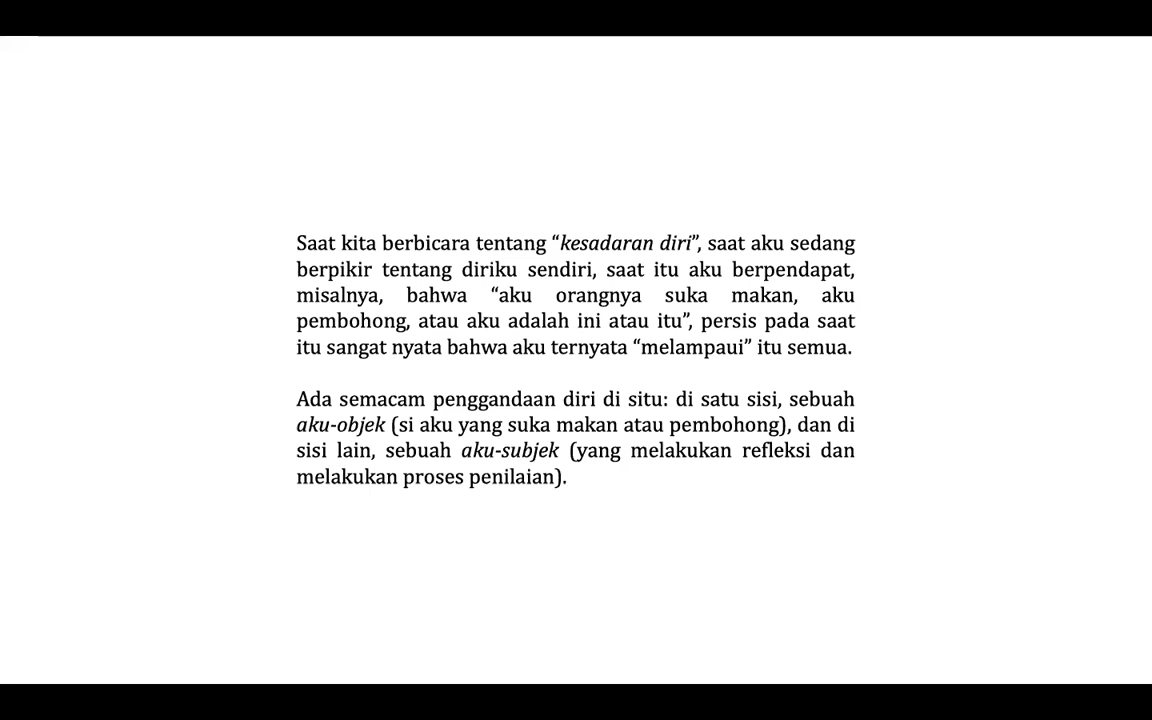 Saat kita berbicara tentang “kesadaran diri”, saat aku sedang
berpikir tentang diriku sendiri, saat itu aku berpendapat,
misalnya, bahwa “aku orangnya suka makan, aku
pembohong, atau aku adalah ini atau itu”, persis pada saat
itu sangat nyata bahwa aku ternyata “melampaui” itu semua.
Ada semacam penggandaan diri di situ: di satu sisi, sebuah
aku-objek (si aku yang suka makan atau pembohong), dan di
sisi lain, sebuah aku-subjek (yang melakukan refleksi dan
melakukan proses penilaian).